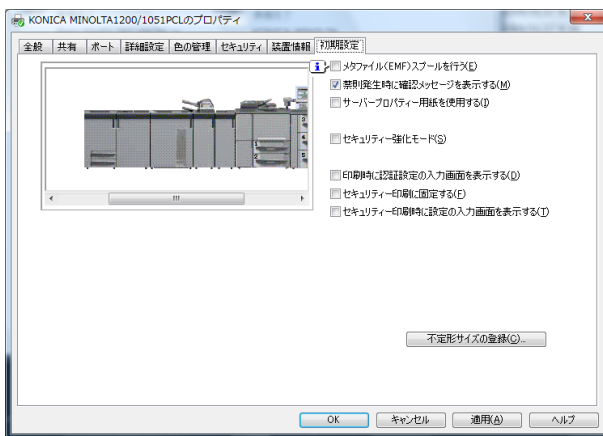 KONICA MINOLTA1200/1051PCLのプロパティ
全般 共有 ポート 詳細設定 色の管理 セキュリティ 装置情報 初期設定
メタファイル(EMF)スプールを行う(E)
禁則発生時に確認メッセージを表示する(M)
サーバープロパティー用紙を使用する(I)
セキュリティー強化モード(S)
印刷時に認証設定の入力画面を表示する(D)
セキュリティー印刷に固定する(F)
セキュリティー印刷時に設定の入力画面を表示する(T)
不定形サイズの登録(C)...
OK キャンセル 適用(A) ヘルプ